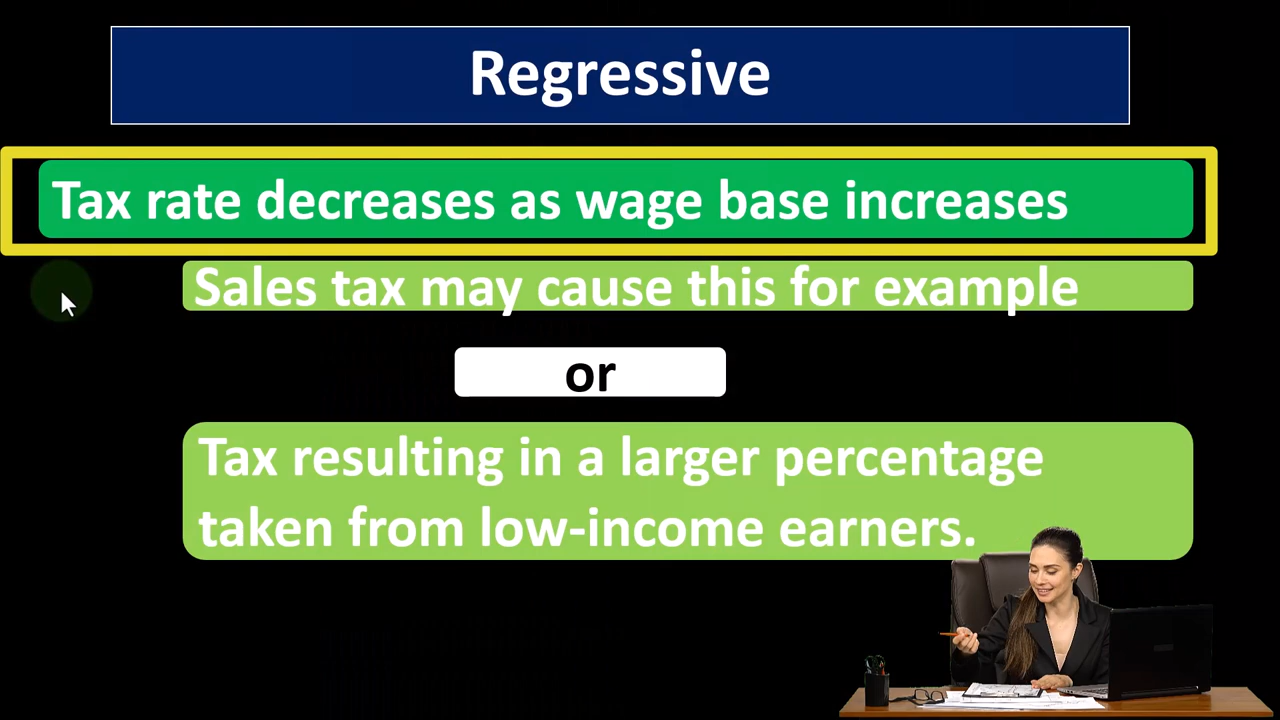 Regressive
Tax rate decreases as wage base increases
Sales tax may cause this for example
or
Tax resulting in a larger percentage
taken from low-income earners.